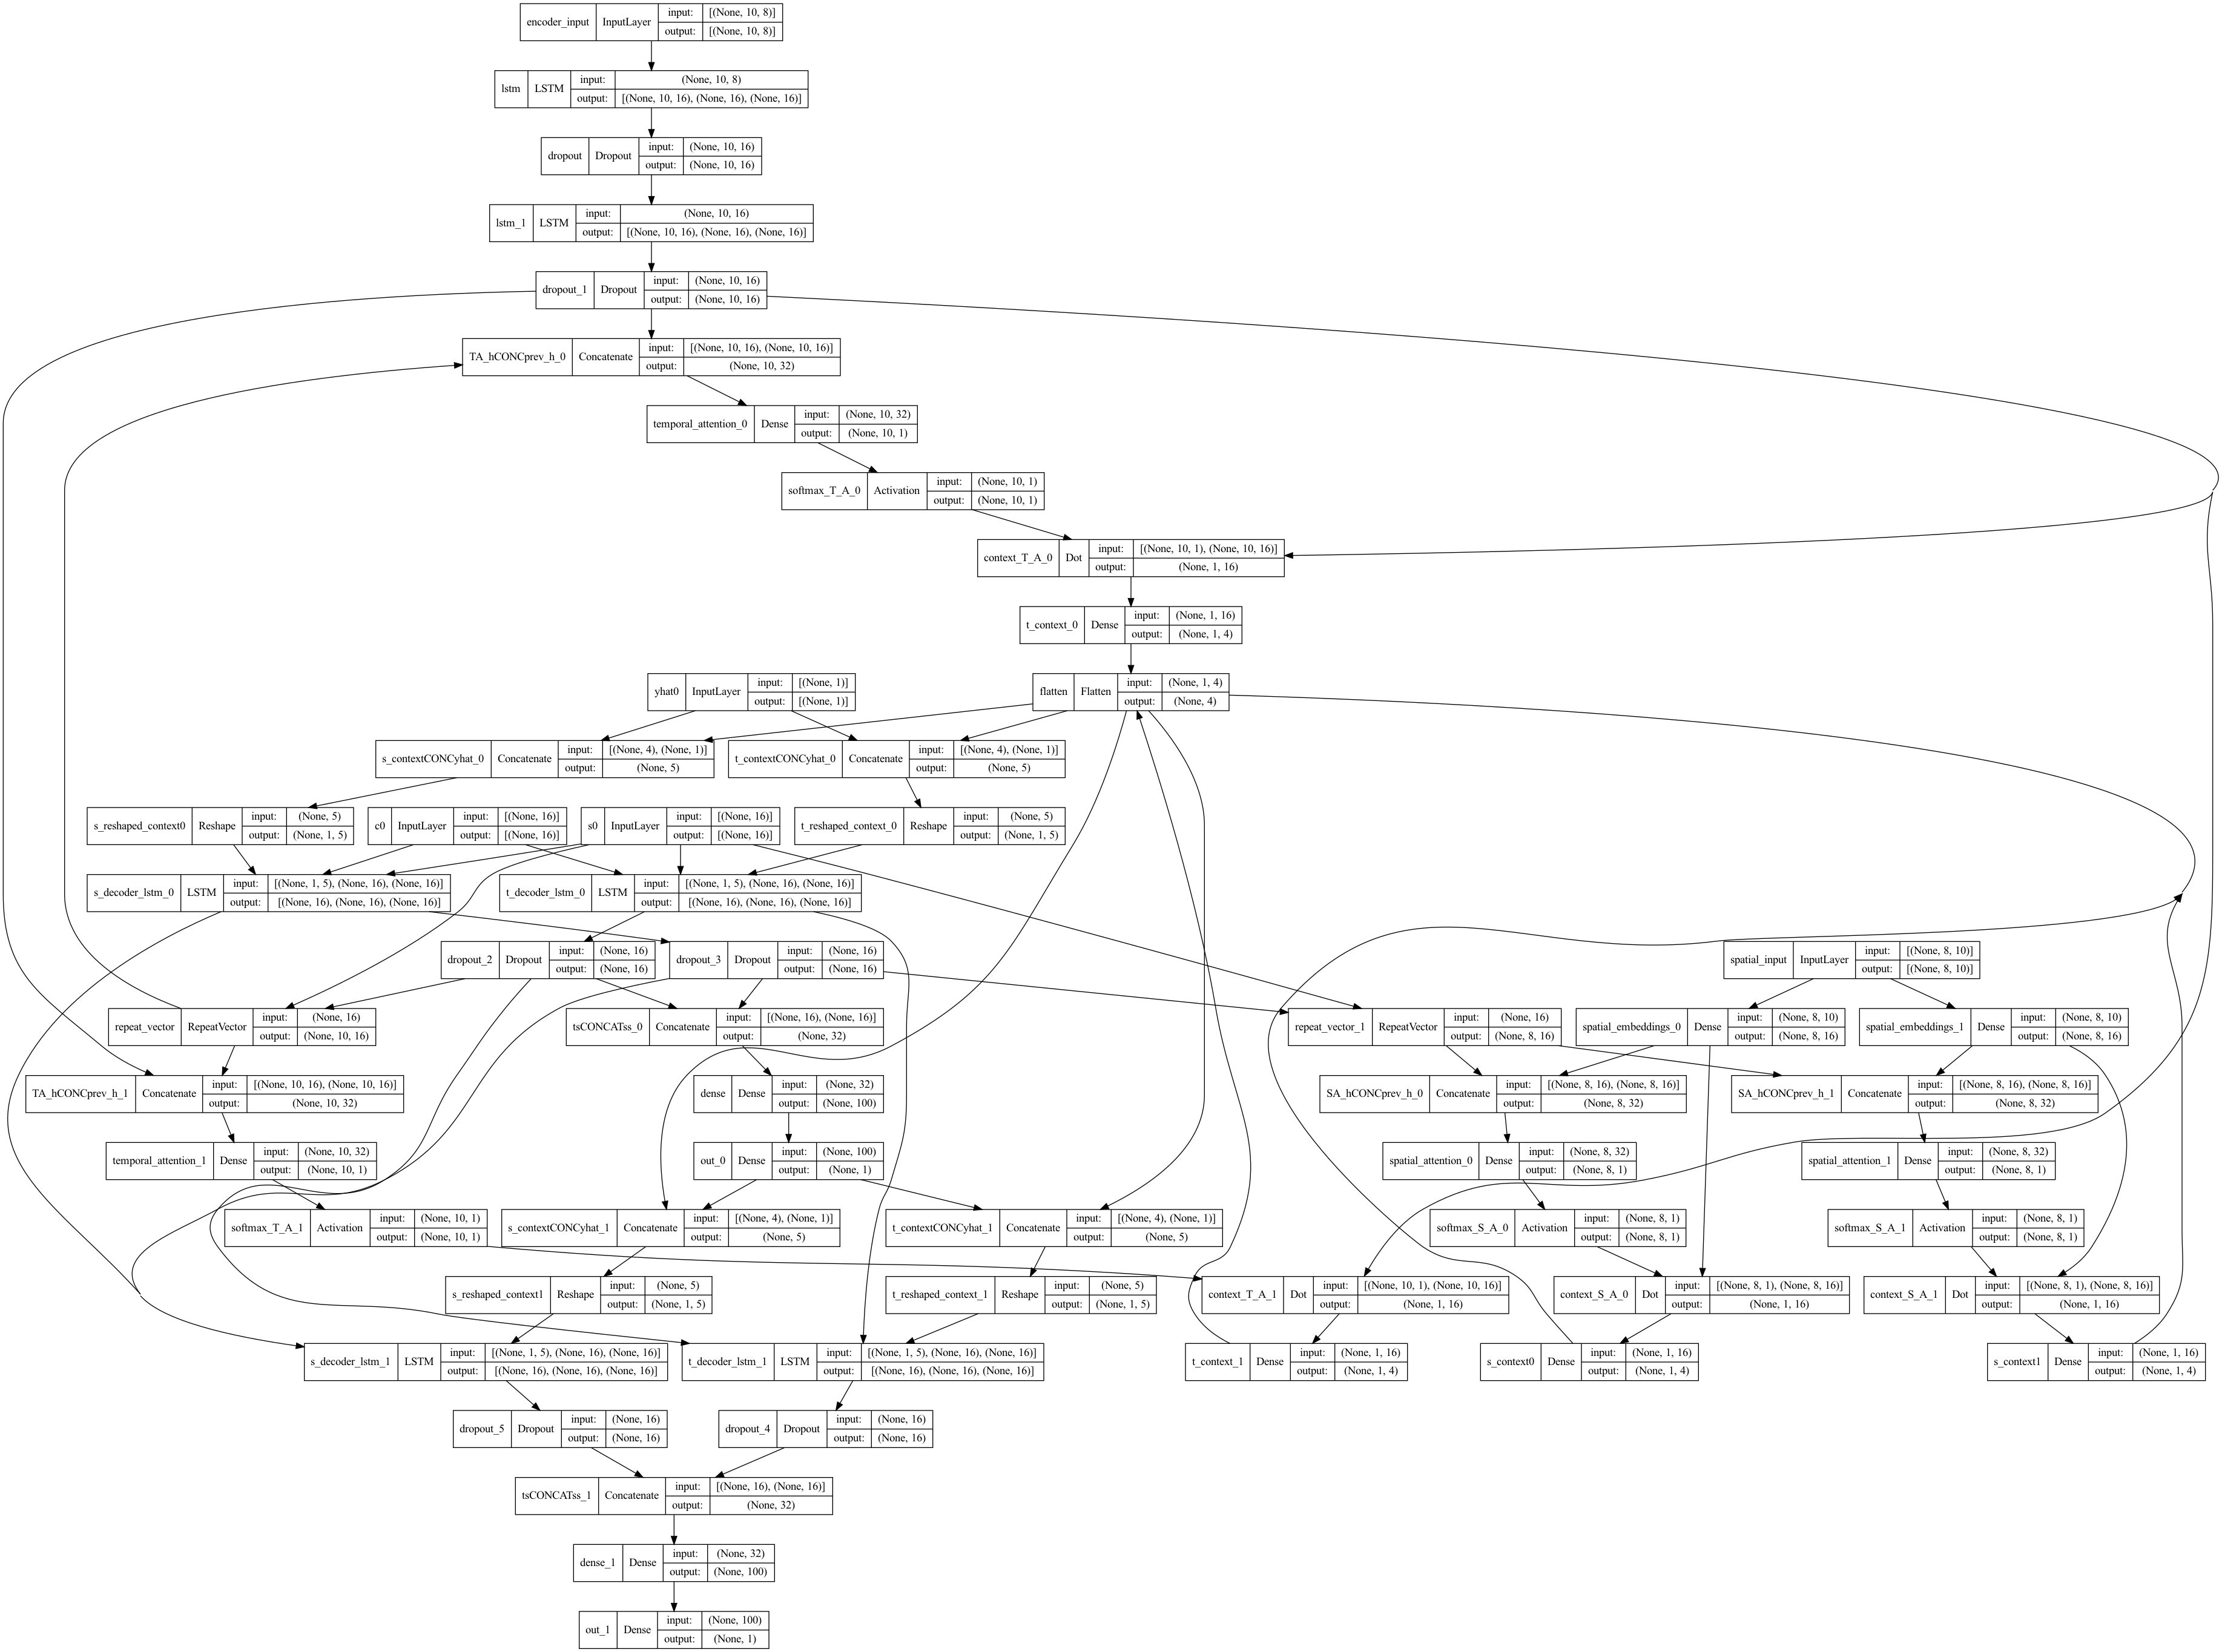 encoder_input InputLayer input: [(None, 10, 8)]
output: [(None, 10, 8)]
lstm LSTM input: (None, 10, 8)
output: [(None, 10, 16), (None, 16), (None, 16)]
dropout Dropout input: (None, 10, 16)
output: (None, 10, 16)
lstm_1 LSTM input: (None, 10, 16)
output: [(None, 10, 16), (None, 16), (None, 16)]
dropout_1 Dropout input: (None, 10, 16)
output: (None, 10, 16)
TA_hCONCprev_h_0 Concatenate input: [(None, 10, 16), (None, 10, 16)]
output: (None, 10, 32)
temporal_attention_0 Dense input: (None, 10, 32)
output: (None, 10, 1)
softmax_T_A_0 Activation input: (None, 10, 1)
output: (None, 10, 1)
context_T_A_0 Dot input: [(None, 10, 1), (None, 10, 16)]
output: (None, 1, 16)
t_context_0 Dense input: (None, 1, 16)
output: (None, 1, 4)
yhat0 InputLayer input: [(None, 1)]
output: [(None, 1)]
flatten Flatten input: (None, 1, 4)
output: (None, 4)
s_contextCONCyhat_0 Concatenate input: [(None, 4), (None, 1)]
output: (None, 5)
t_contextCONCyhat_0 Concatenate input: [(None, 4), (None, 1)]
output: (None, 5)
s_reshaped_context0 Reshape input: (None, 5)
output: (None, 1, 5)
c0 InputLayer input: [(None, 16)]
output: [(None, 16)]
s0 InputLayer input: [(None, 16)]
output: [(None, 16)]
t_reshaped_context_0 Reshape input: (None, 5)
output: (None, 1, 5)
s_decoder_lstm_0 LSTM input: [(None, 1, 5), (None, 16), (None, 16)]
output: [(None, 16), (None, 16), (None, 16)]
t_decoder_lstm_0 LSTM input: [(None, 1, 5), (None, 16), (None, 16)]
output: [(None, 16), (None, 16), (None, 16)]
dropout_2 Dropout input: (None, 16)
output: (None, 16)
dropout_3 Dropout input: (None, 16)
output: (None, 16)
spatial_input InputLayer input: [(None, 8, 10)]
output: [(None, 8, 10)]
repeat_vector RepeatVector input: (None, 16)
output: (None, 10, 16)
tsCONCATss_0 Concatenate input: [(None, 16), (None, 16)]
output: (None, 32)
repeat_vector_1 RepeatVector input: (None, 16)
output: (None, 8, 16)
spatial_embeddings_0 Dense input: (None, 8, 10)
output: (None, 8, 16)
spatial_embeddings_1 Dense input: (None, 8, 10)
output: (None, 8, 16)
TA_hCONCprev_h_1 Concatenate input: [(None, 10, 16), (None, 10, 16)]
output: (None, 10, 32)
dense Dense input: (None, 32)
output: (None, 100)
SA_hCONCprev_h_0 Concatenate input: [(None, 8, 16), (None, 8, 16)]
output: (None, 8, 32)
SA_hCONCprev_h_1 Concatenate input: [(None, 8, 16), (None, 8, 16)]
output: (None, 8, 32)
temporal_attention_1 Dense input: (None, 10, 32)
output: (None, 10, 1)
out_0 Dense input: (None, 100)
output: (None, 1)
spatial_attention_0 Dense input: (None, 8, 32)
output: (None, 8, 1)
spatial_attention_1 Dense input: (None, 8, 32)
output: (None, 8, 1)
softmax_T_A_1 Activation input: (None, 10, 1)
output: (None, 10, 1)
s_contextCONCyhat_1 Concatenate input: [(None, 4), (None, 1)]
output: (None, 5)
t_contextCONCyhat_1 Concatenate input: [(None, 4), (None, 1)]
output: (None, 5)
softmax_S_A_0 Activation input: (None, 8, 1)
output: (None, 8, 1)
softmax_S_A_1 Activation input: (None, 8, 1)
output: (None, 8, 1)
s_reshaped_context1 Reshape input: (None, 5)
output: (None, 1, 5)
t_reshaped_context_1 Reshape input: (None, 5)
output: (None, 1, 5)
context_T_A_1 Dot input: [(None, 10, 1), (None, 10, 16)]
output: (None, 1, 16)
context_S_A_0 Dot input: [(None, 8, 1), (None, 8, 16)]
output: (None, 1, 16)
context_S_A_1 Dot input: [(None, 8, 1), (None, 8, 16)]
output: (None, 1, 16)
s_decoder_lstm_1 LSTM input: [(None, 1, 5), (None, 16), (None, 16)]
output: [(None, 16), (None, 16), (None, 16)]
t_decoder_lstm_1 LSTM input: [(None, 1, 5), (None, 16), (None, 16)]
output: [(None, 16), (None, 16), (None, 16)]
t_context_1 Dense input: (None, 1, 16)
output: (None, 1, 4)
s_context0 Dense input: (None, 1, 16)
output: (None, 1, 4)
s_context1 Dense input: (None, 1, 16)
output: (None, 1, 4)
dropout_5 Dropout input: (None, 16)
output: (None, 16)
dropout_4 Dropout input: (None, 16)
output: (None, 16)
tsCONCATss_1 Concatenate input: [(None, 16), (None, 16)]
output: (None, 32)
dense_1 Dense input: (None, 32)
output: (None, 100)
out_1 Dense input: (None, 100)
output: (None, 1)